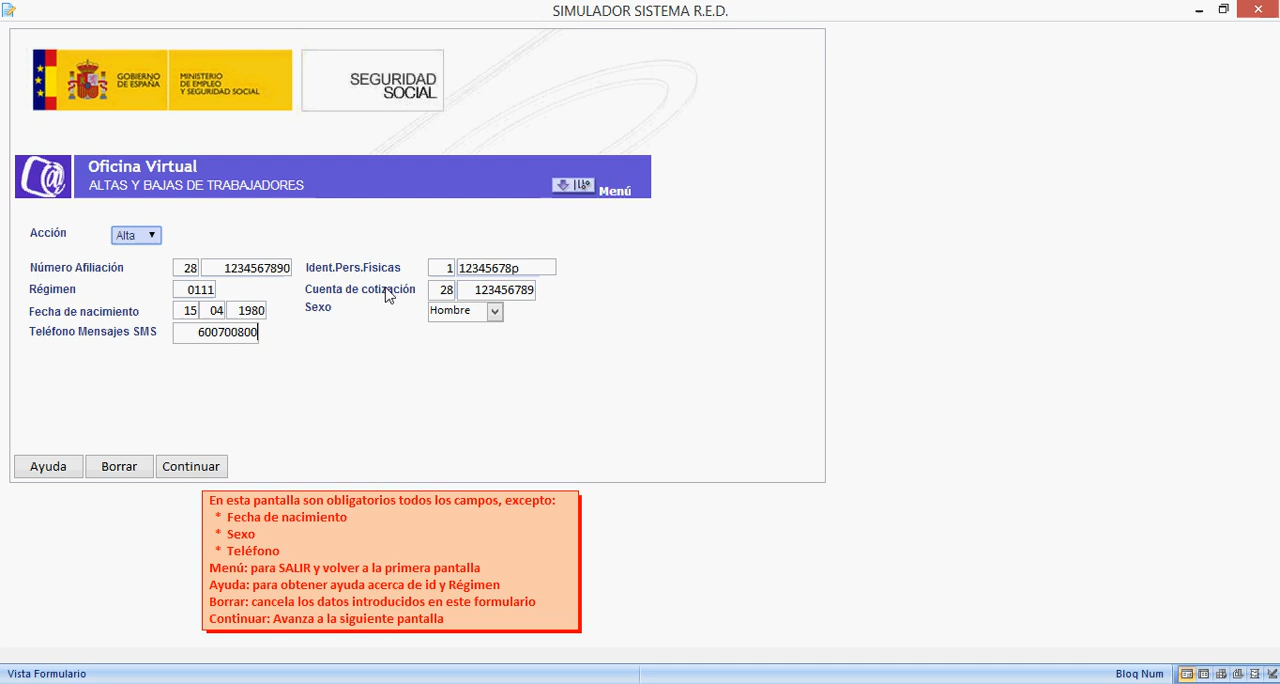 SIMULADOR SISTEMA R.E.D.
GOBIERNO DE ESPAÑA
MINISTERIO DE EMPLEO Y SEGURIDAD SOCIAL
SEGURIDAD SOCIAL
Oficina Virtual
ALTAS Y BAJAS DE TRABAJADORES
Menú
Acción Alta
Número Afiliación 28 1234567890 Ident.Pers.Físicas 1 12345678p
Régimen 0111 Cuenta de cotización 28 123456789
Fecha de nacimiento 15 04 1980 Sexo Hombre
Teléfono Mensajes SMS 600700800
Ayuda Borrar Continuar
En esta pantalla son obligatorios todos los campos, excepto:
* Fecha de nacimiento
* Sexo
* Teléfono
Menú: para SALIR y volver a la primera pantalla
Ayuda: para obtener ayuda acerca de id y Régimen
Borrar: cancela los datos introducidos en este formulario
Continuar: Avanza a la siguiente pantalla
Vista Formulario Bloq Num